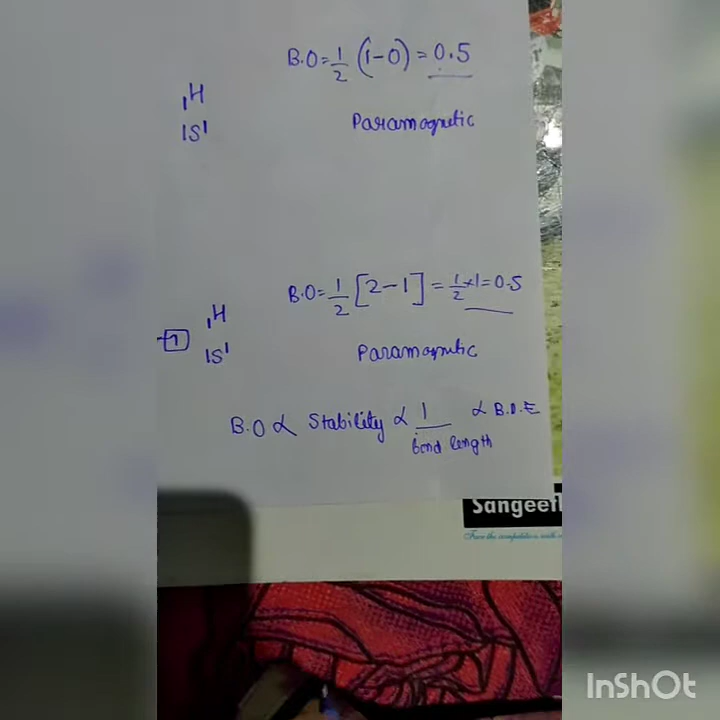 B.O = 1/2 (1-0) = 0.5
₁H
1S¹
Paramagnetic
B.O = 1/2 [2-1] = 1/2 × 1 = 0.5
₁H
1S¹
Paramagnetic
B.O ∝ Stability ∝ 1/bond length ∝ B.D.E
Sangeet
InShOt